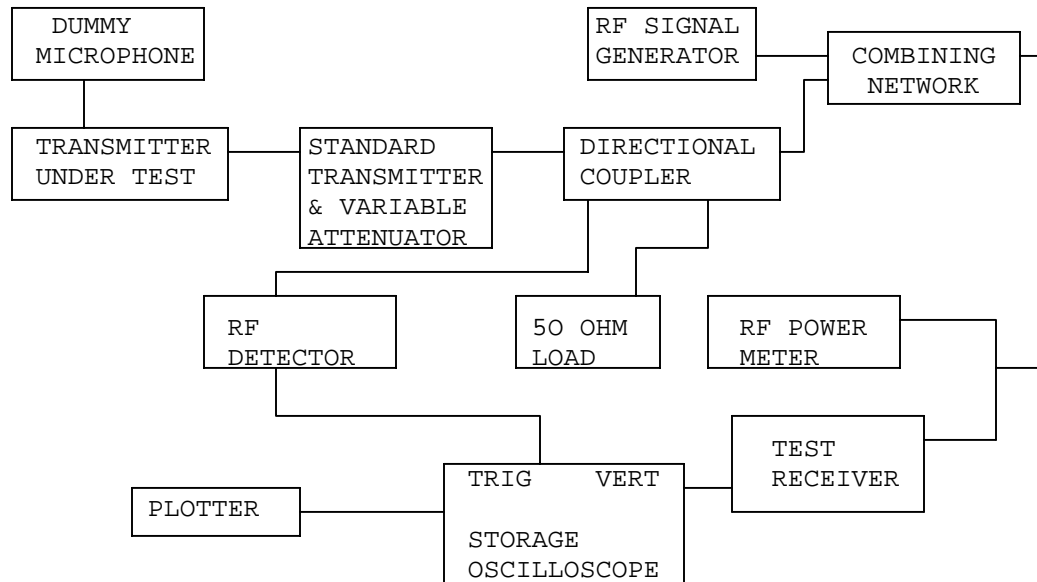 DUMMY
MICROPHONE
RF SIGNAL
GENERATOR
COMBINING
NETWORK
TRANSMITTER
UNDER TEST
STANDARD
TRANSMITTER
& VARIABLE
ATTENUATOR
DIRECTIONAL
COUPLER
RF
DETECTOR
50 OHM
LOAD
RF POWER
METER
TEST
RECEIVER
TRIG VERT
STORAGE
OSCILLOSCOPE
PLOTTER